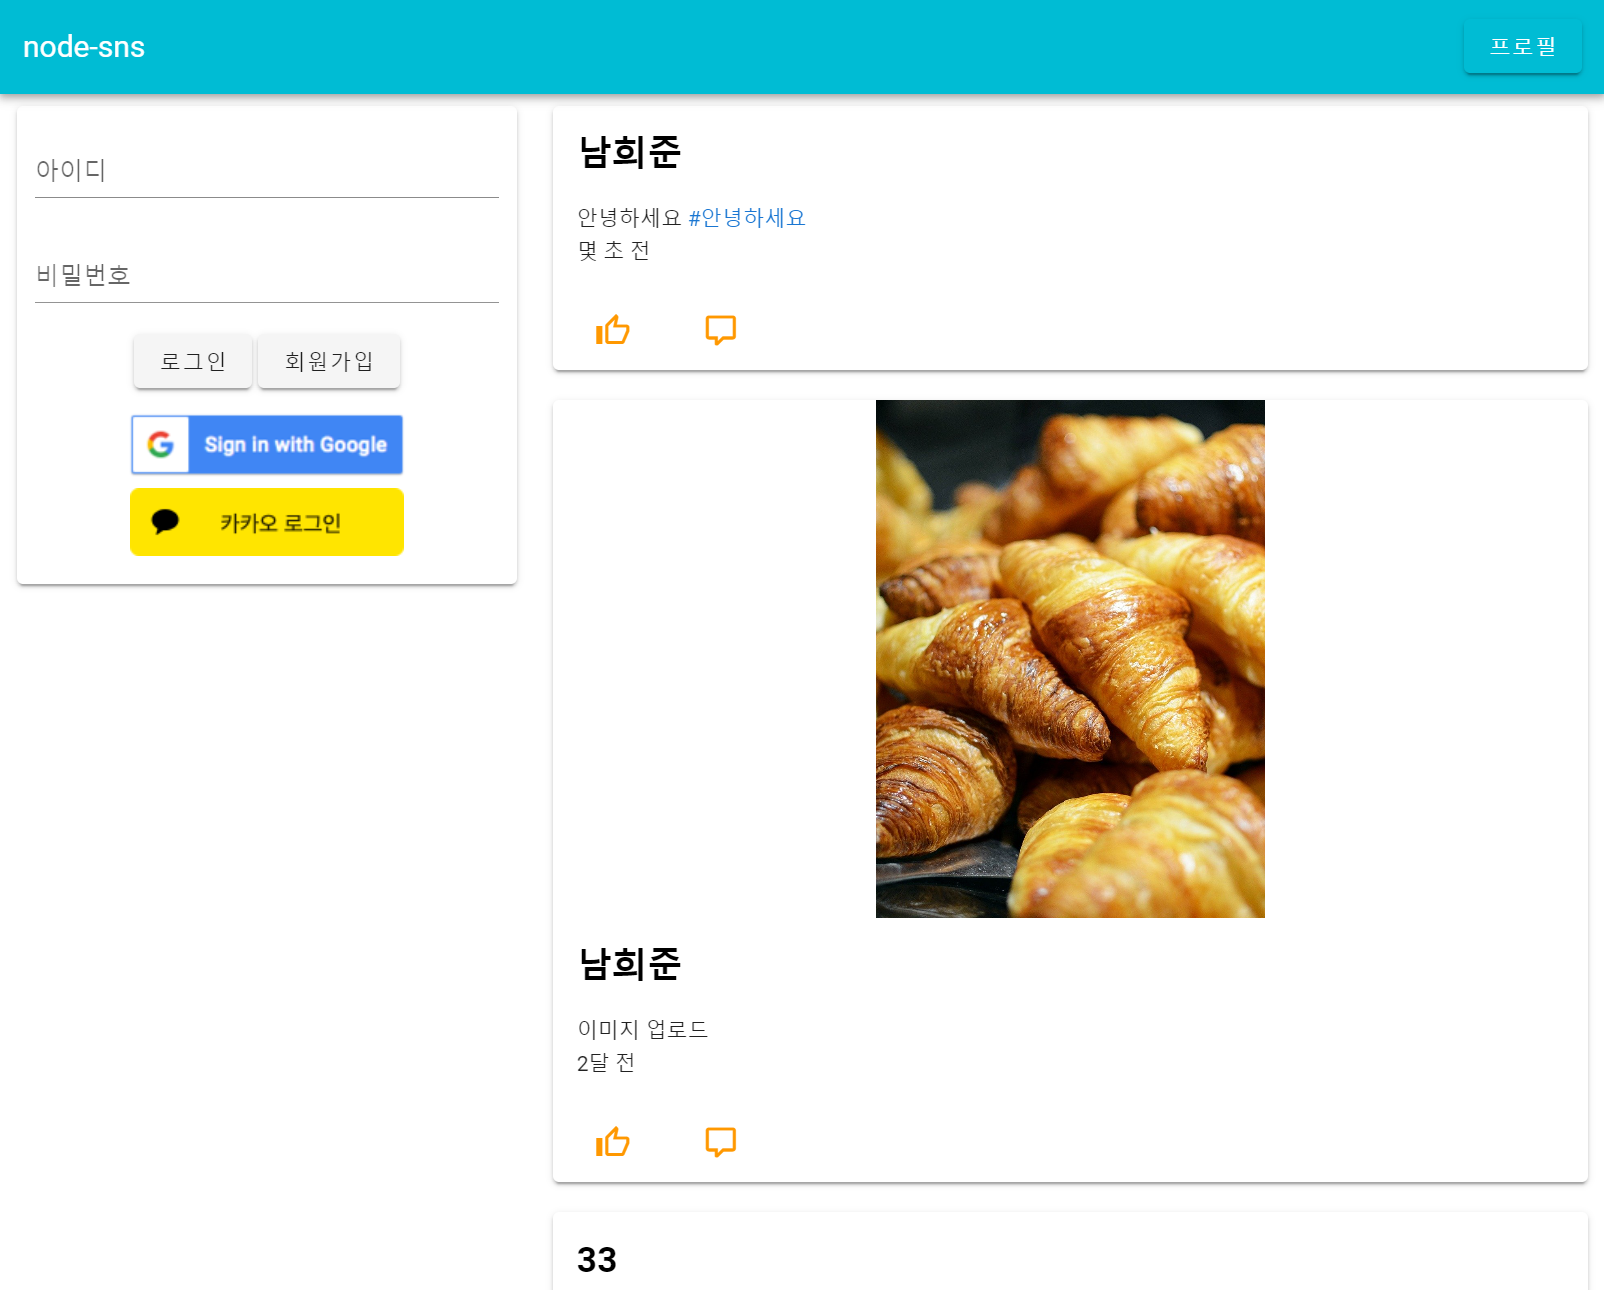 node-sns
프로필
아이디
비밀번호
로그인 회원가입
Sign in with Google
카카오 로그인
남희준
안녕하세요 #안녕하세요
몇 초 전
남희준
이미지 업로드
2달 전
33